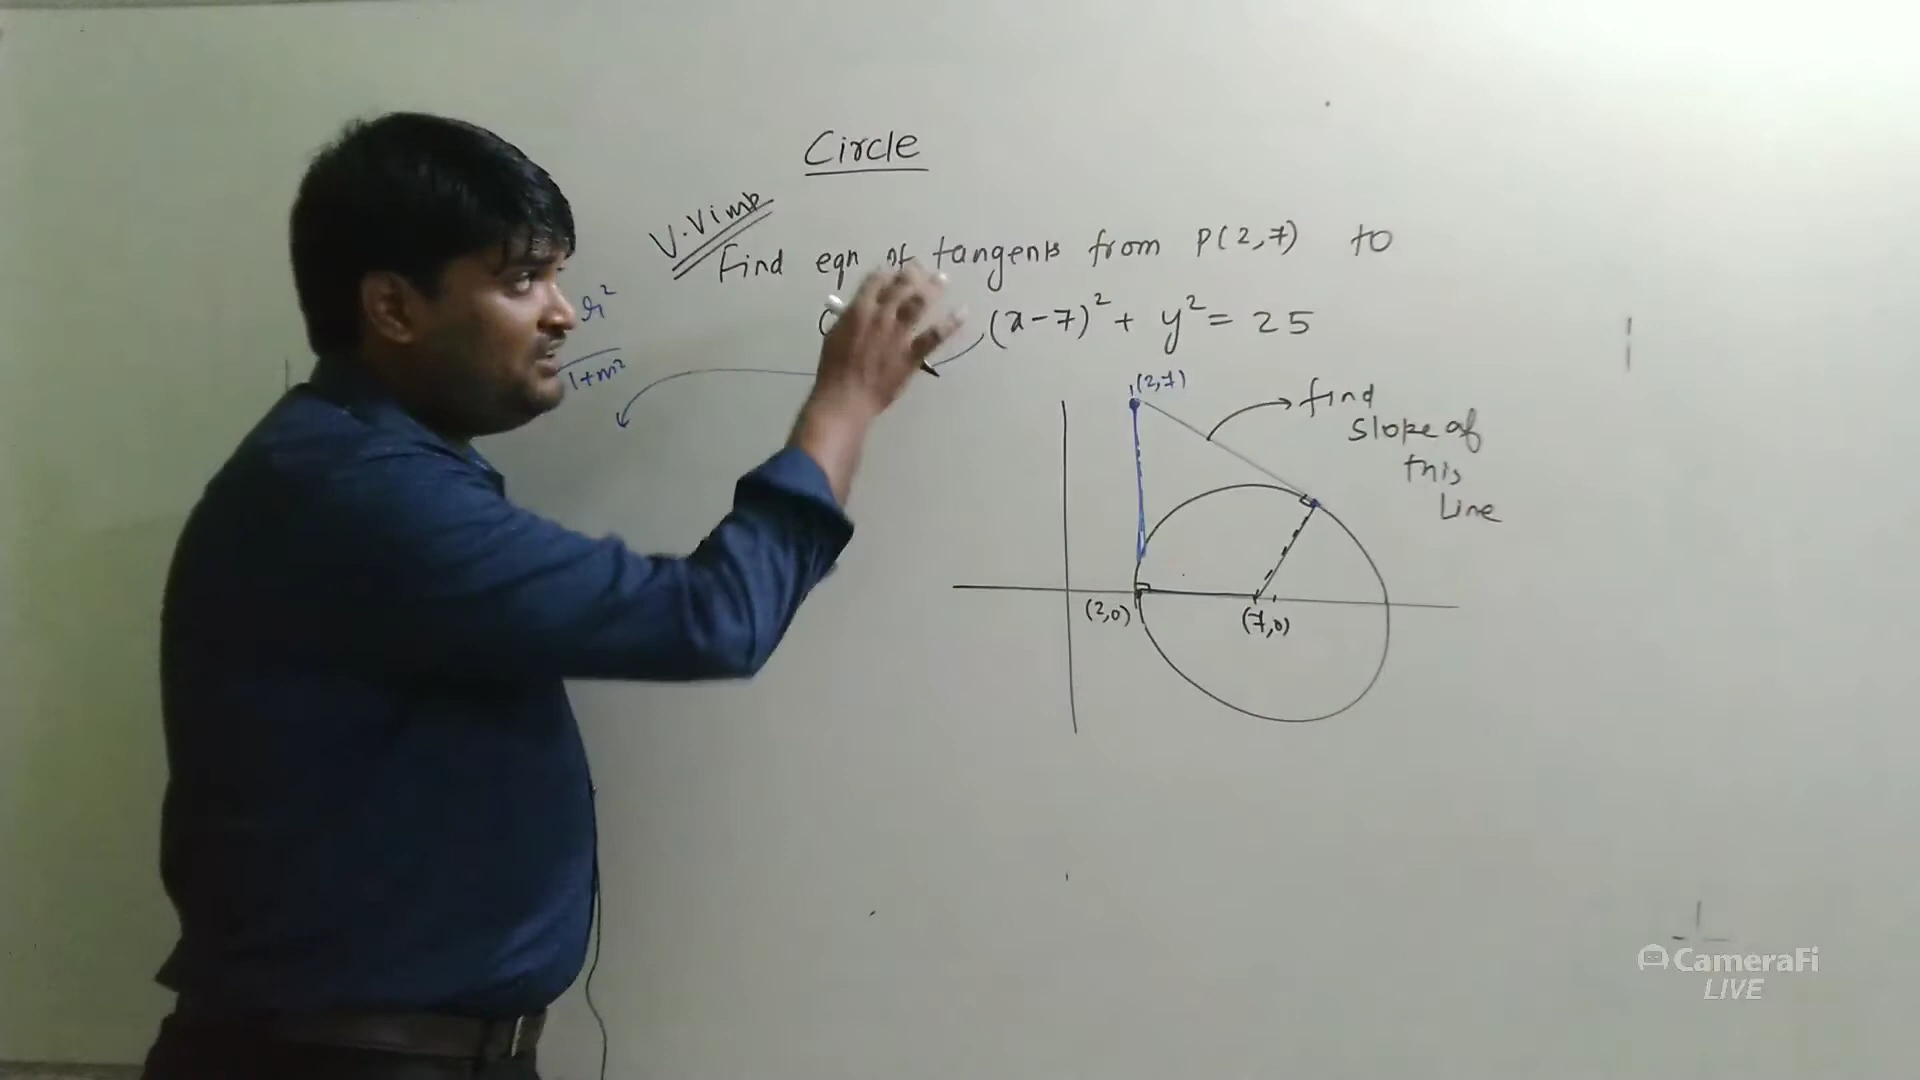 Circle
V.Vimp
Find eqn of tangents from P(2,7) to
(x-7)² + y² = 25
r²
1+m²
(2,7)
find
slope of
this
Line
(2,0)
(7,0)
CameraFi
LIVE